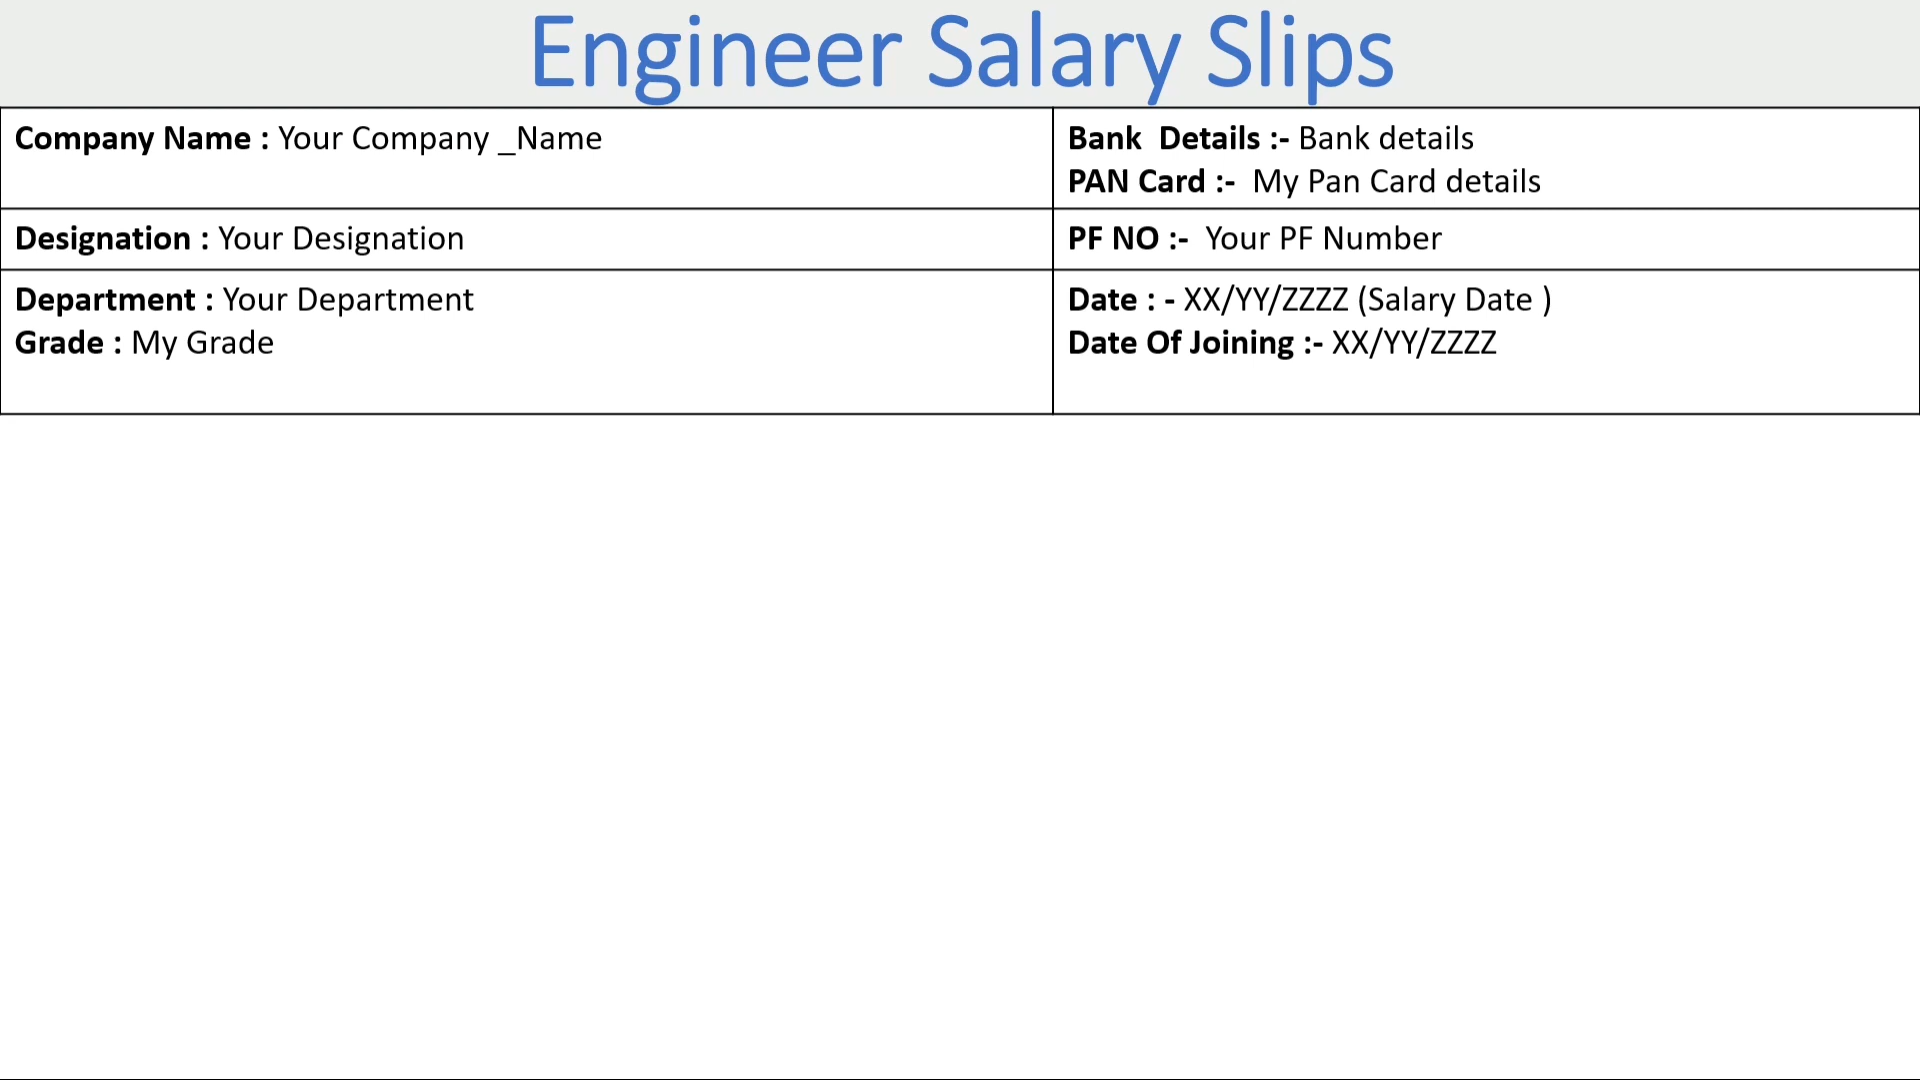 Engineer Salary Slips
Company Name : Your Company _Name
Bank  Details :- Bank details
PAN Card :-  My Pan Card details
Designation : Your Designation
PF NO :-  Your PF Number
Department : Your Department
Grade : My Grade
Date : - XX/YY/ZZZZ (Salary Date )
Date Of Joining :- XX/YY/ZZZZ